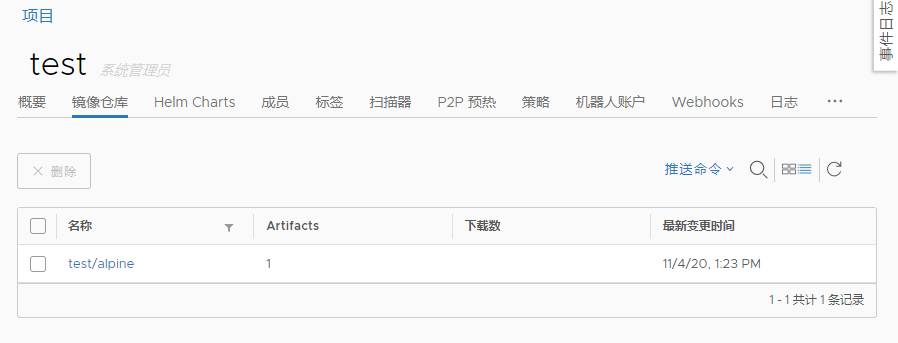 项目
事件日志
test 系统管理员
概要 镜像仓库 Helm Charts 成员 标签 扫描器 P2P 预热 策略 机器人账户 Webhooks 日志 ...
× 删除
推送命令
名称 Artifacts 下载数 最新变更时间
test/alpine 1 11/4/20, 1:23 PM
1 - 1 共计 1 条记录